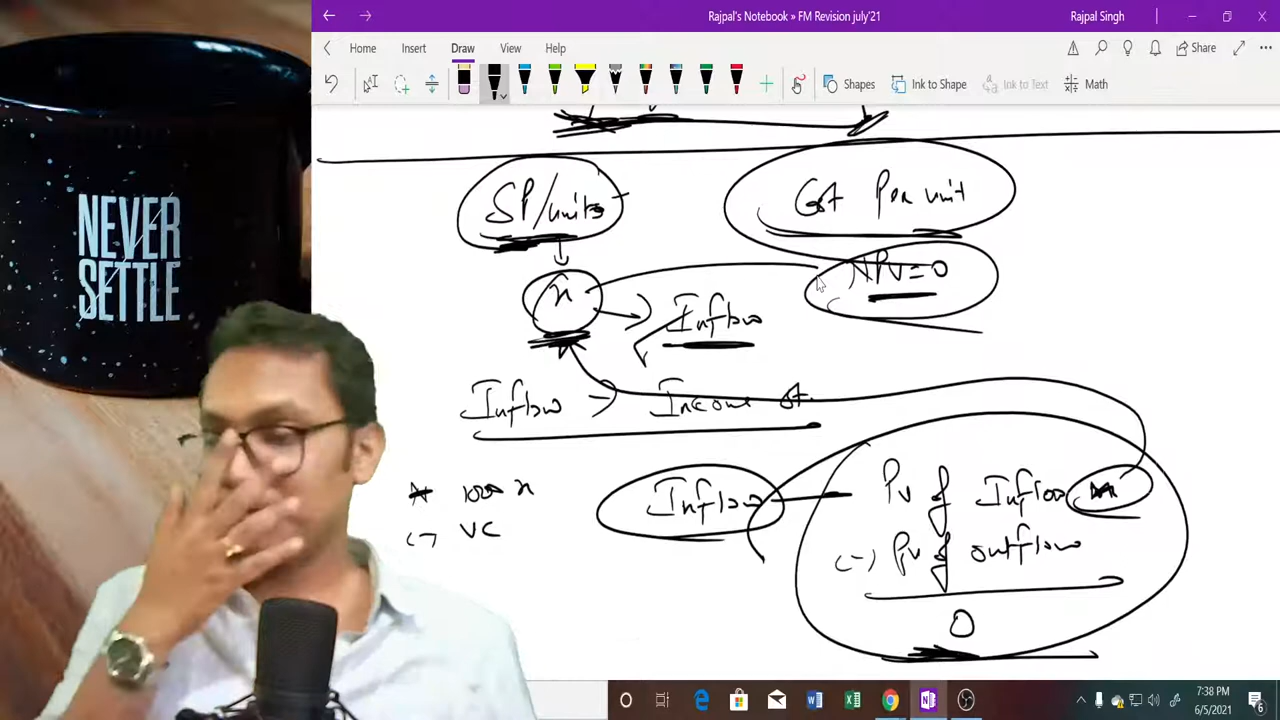 Rajpal's Notebook » FM Revision july'21
Rajpal Singh
Home Insert Draw View Help
Share
Shapes
Ink to Shape
Ink to Text
Math
NEVER
SETTLE
SP/units
Cost Per unit
NPV=0
x
Inflow
Inflow → Income St.
Inflow
1000 x
(-) VC
PV of Inflow
(-) PV of outflow
0
7:38 PM
6/5/2021